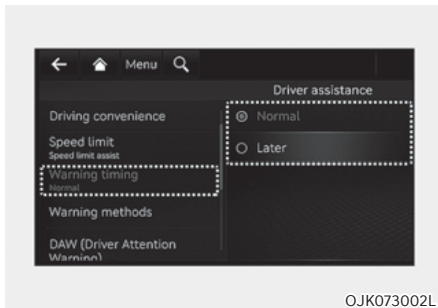 Menu
Driver assistance
Driving convenience
Speed limit
Speed limit assist
Warning timing
Normal
Warning methods
DAW (Driver Attention
Warning)
Normal
Later
OJK073002L